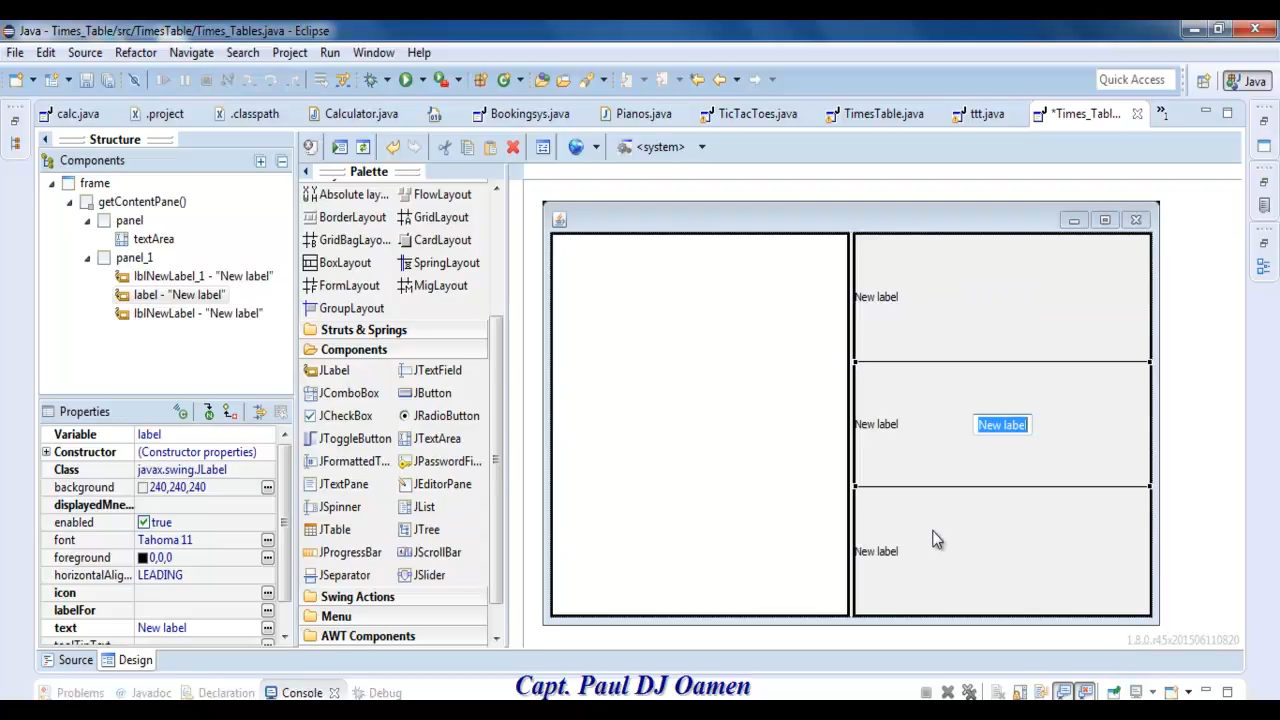 Java - Times_Table/src/TimesTable/Times_Tables.java - Eclipse
File Edit Source Refactor Navigate Search Project Run Window Help
Quick Access Java
calc.java .project .classpath Calculator.java Bookingsys.java Pianos.java TicTacToes.java TimesTable.java ttt.java *Times_Tabl... »1
Structure
Components
frame
getContentPane()
panel
textArea
panel_1
lblNewLabel_1 - "New label"
label - "New label"
lblNewLabel - "New label"
Properties
Variable label
Constructor (Constructor properties)
Class javax.swing.JLabel
background 240,240,240
displayedMne...
enabled true
font Tahoma 11
foreground 0,0,0
horizontalAlig... LEADING
icon
labelFor
text New label
toolTipText
Source Design
<system>
Palette
Absolute lay... FlowLayout
BorderLayout GridLayout
GridBagLayo... CardLayout
BoxLayout SpringLayout
FormLayout MigLayout
GroupLayout
Struts & Springs
Components
JLabel JTextField
JComboBox JButton
JCheckBox JRadioButton
JToggleButton JTextArea
JFormattedT... JPasswordFi...
JTextPane JEditorPane
JSpinner JList
JTable JTree
JProgressBar JScrollBar
JSeparator JSlider
Swing Actions
Menu
AWT Components
New label
New label New label
New label
1.8.0.r45x201506110820
Problems Javadoc Declaration Console Debug
Capt. Paul DJ Oamen